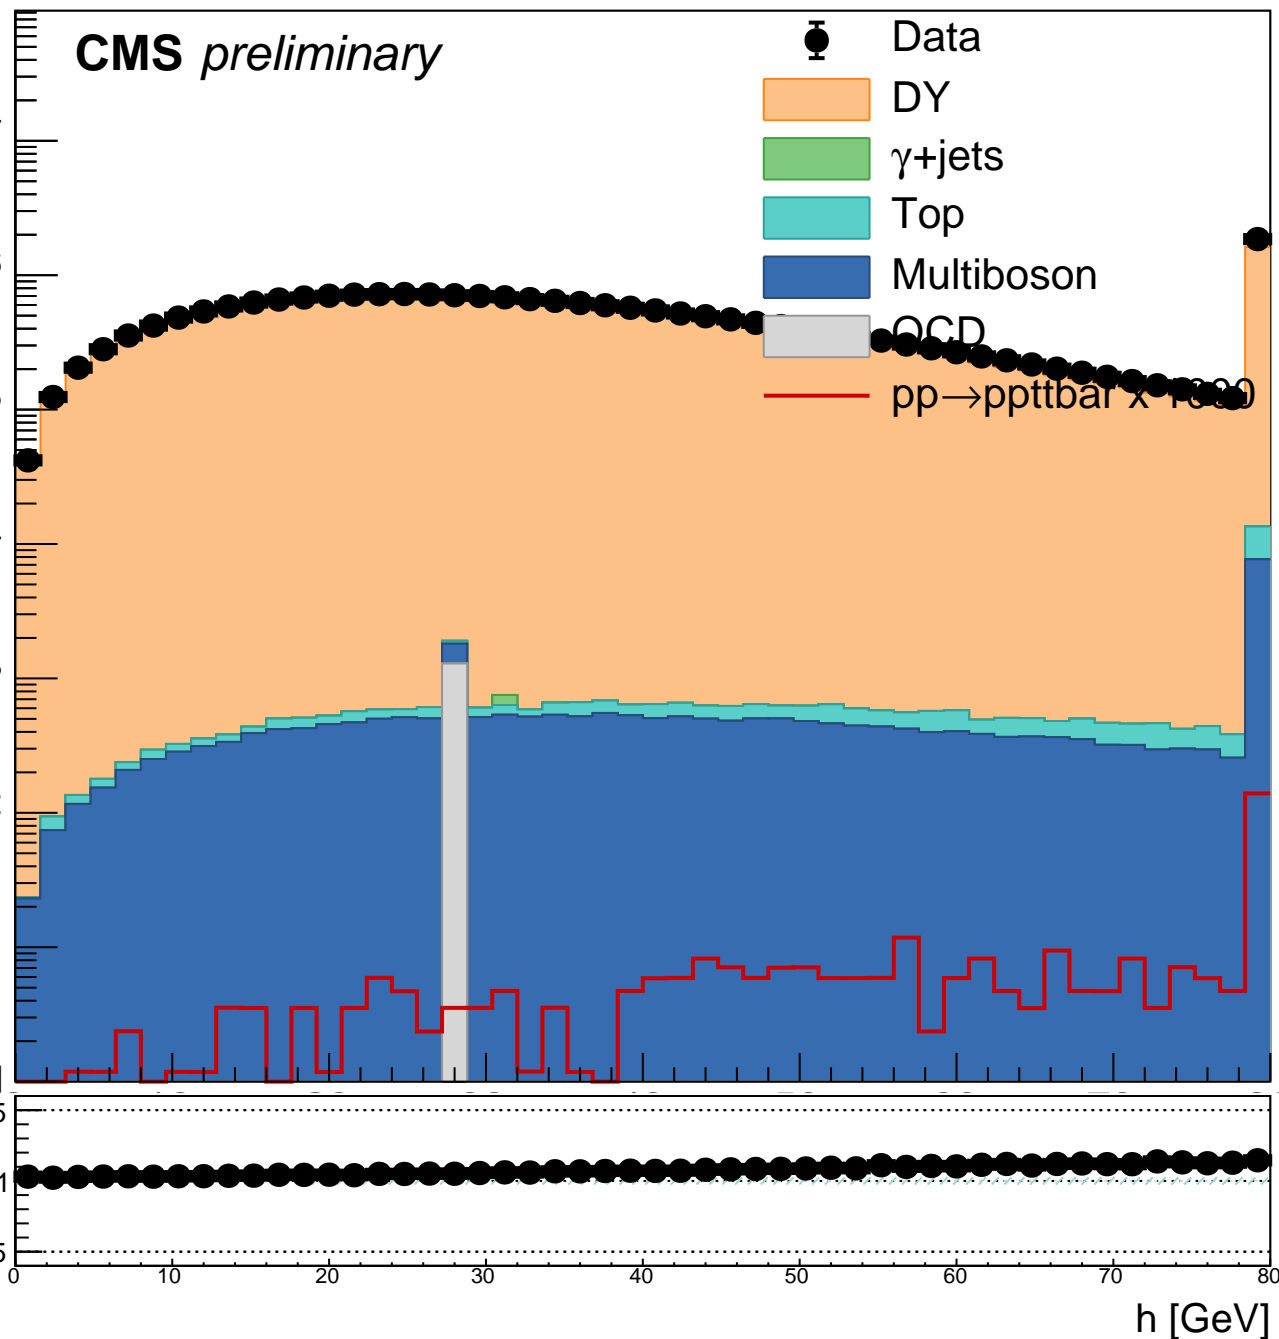 CMS preliminary
Data
DY
γ+jets
Top
Multiboson
QCD
pp→ppttbar x 1000
0 10 20 30 40 50 60 70 80
h [GeV]